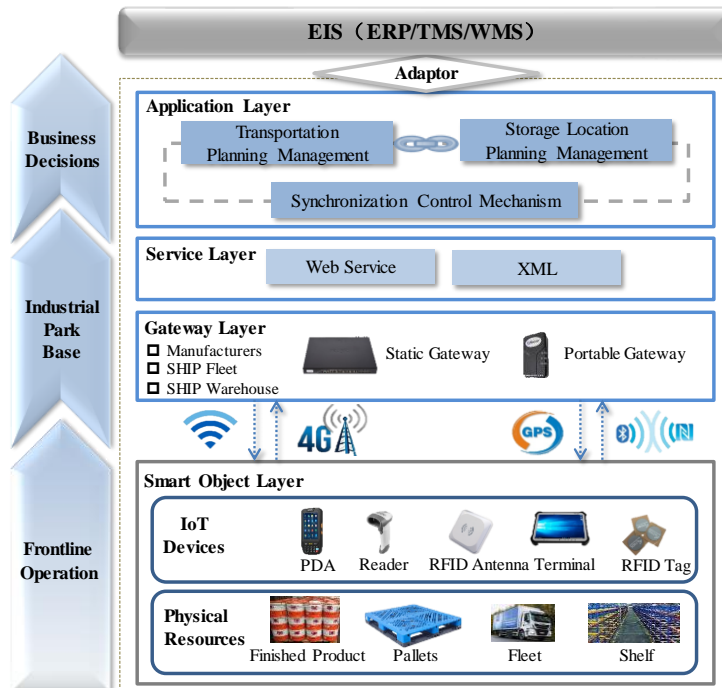 EIS（ERP/TMS/WMS）
Adaptor
Business
Decisions
Application Layer
Transportation
Planning Management
Storage Location
Planning Management
Synchronization Control Mechanism
Service Layer
Web Service
XML
Industrial
Park
Base
Gateway Layer
Manufacturers
SHIP Fleet
SHIP Warehouse
Static Gateway
Portable Gateway
4G
GPS
Smart Object Layer
Frontline
Operation
IoT
Devices
PDA
Reader
RFID Antenna
Terminal
RFID Tag
Physical
Resources
Finished Product
Pallets
Fleet
Shelf